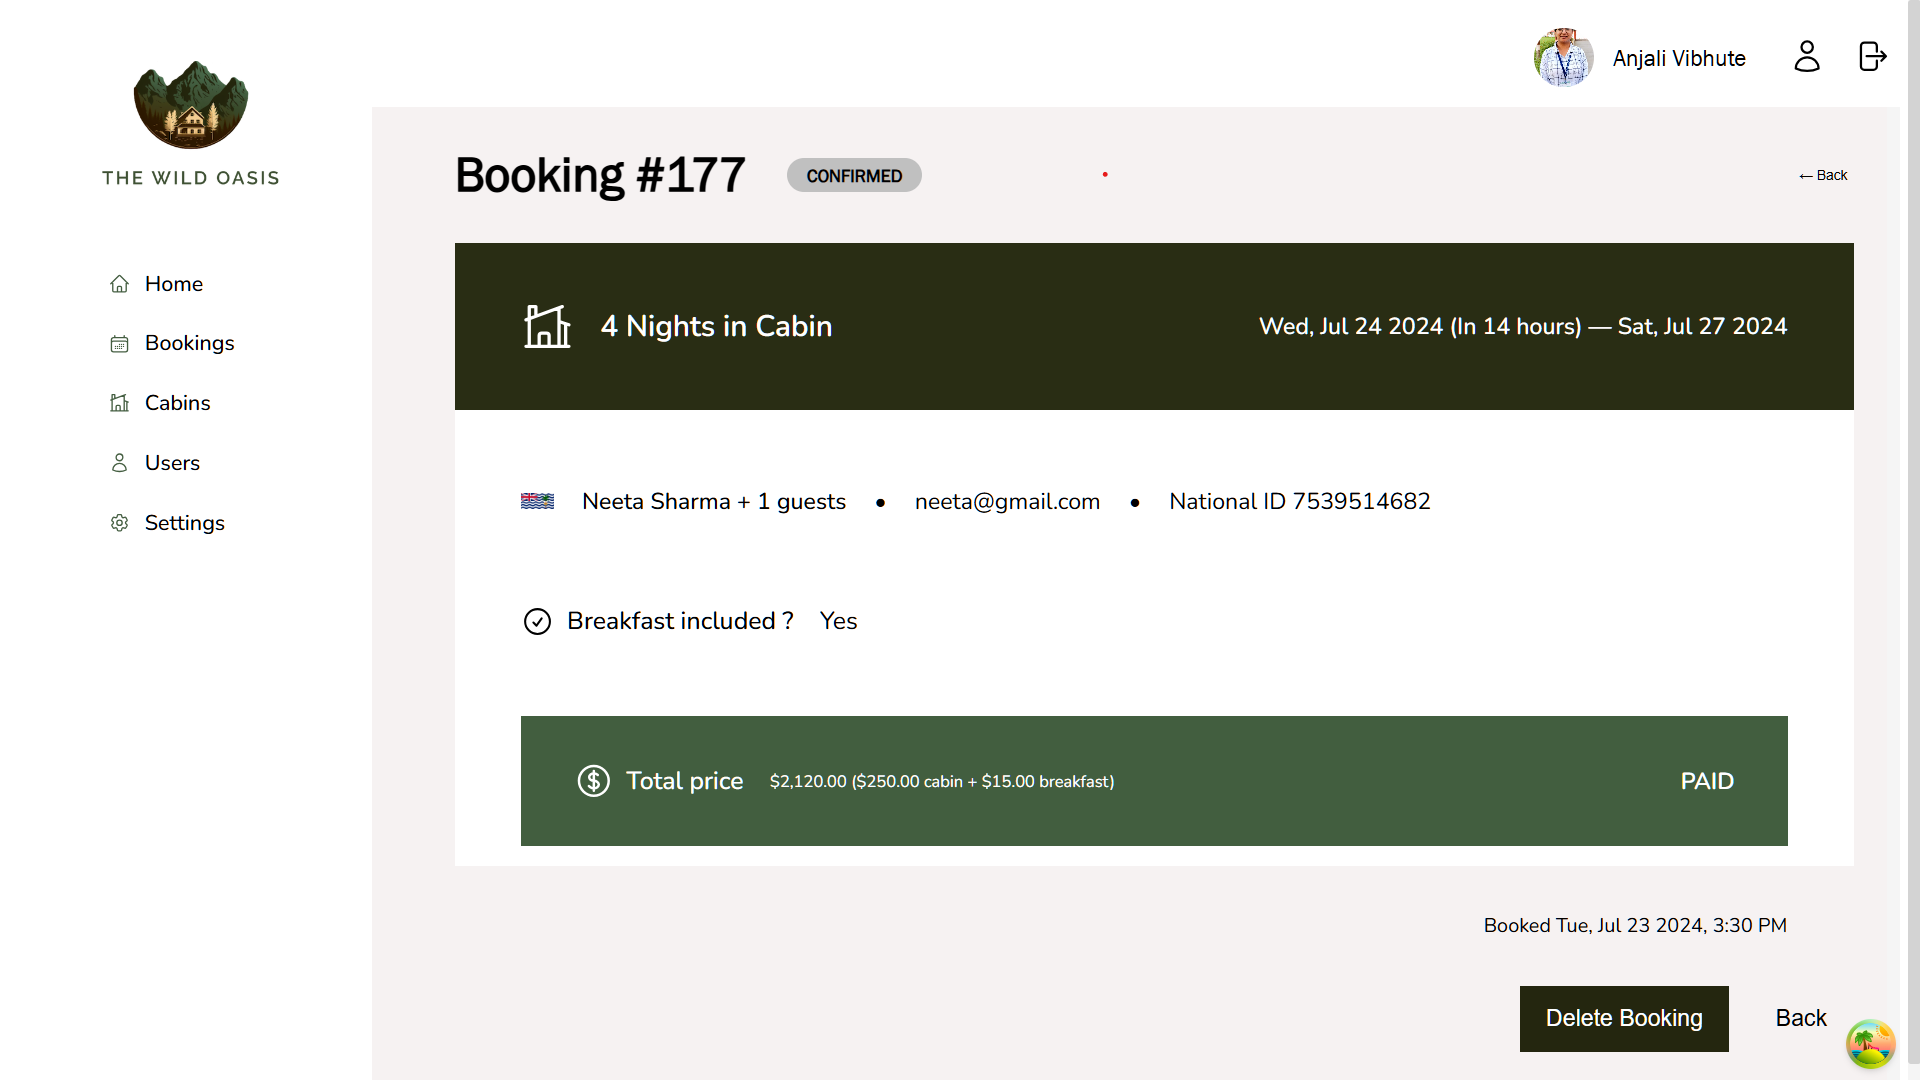 Anjali Vibhute
THE WILD OASIS
Booking #177 CONFIRMED ← Back
Home
Bookings
Cabins
Users
Settings
4 Nights in Cabin Wed, Jul 24 2024 (In 14 hours) — Sat, Jul 27 2024
Neeta Sharma + 1 guests • neeta@gmail.com • National ID 7539514682
Breakfast included ? Yes
Total price $2,120.00 ($250.00 cabin + $15.00 breakfast) PAID
Booked Tue, Jul 23 2024, 3:30 PM
Delete Booking Back